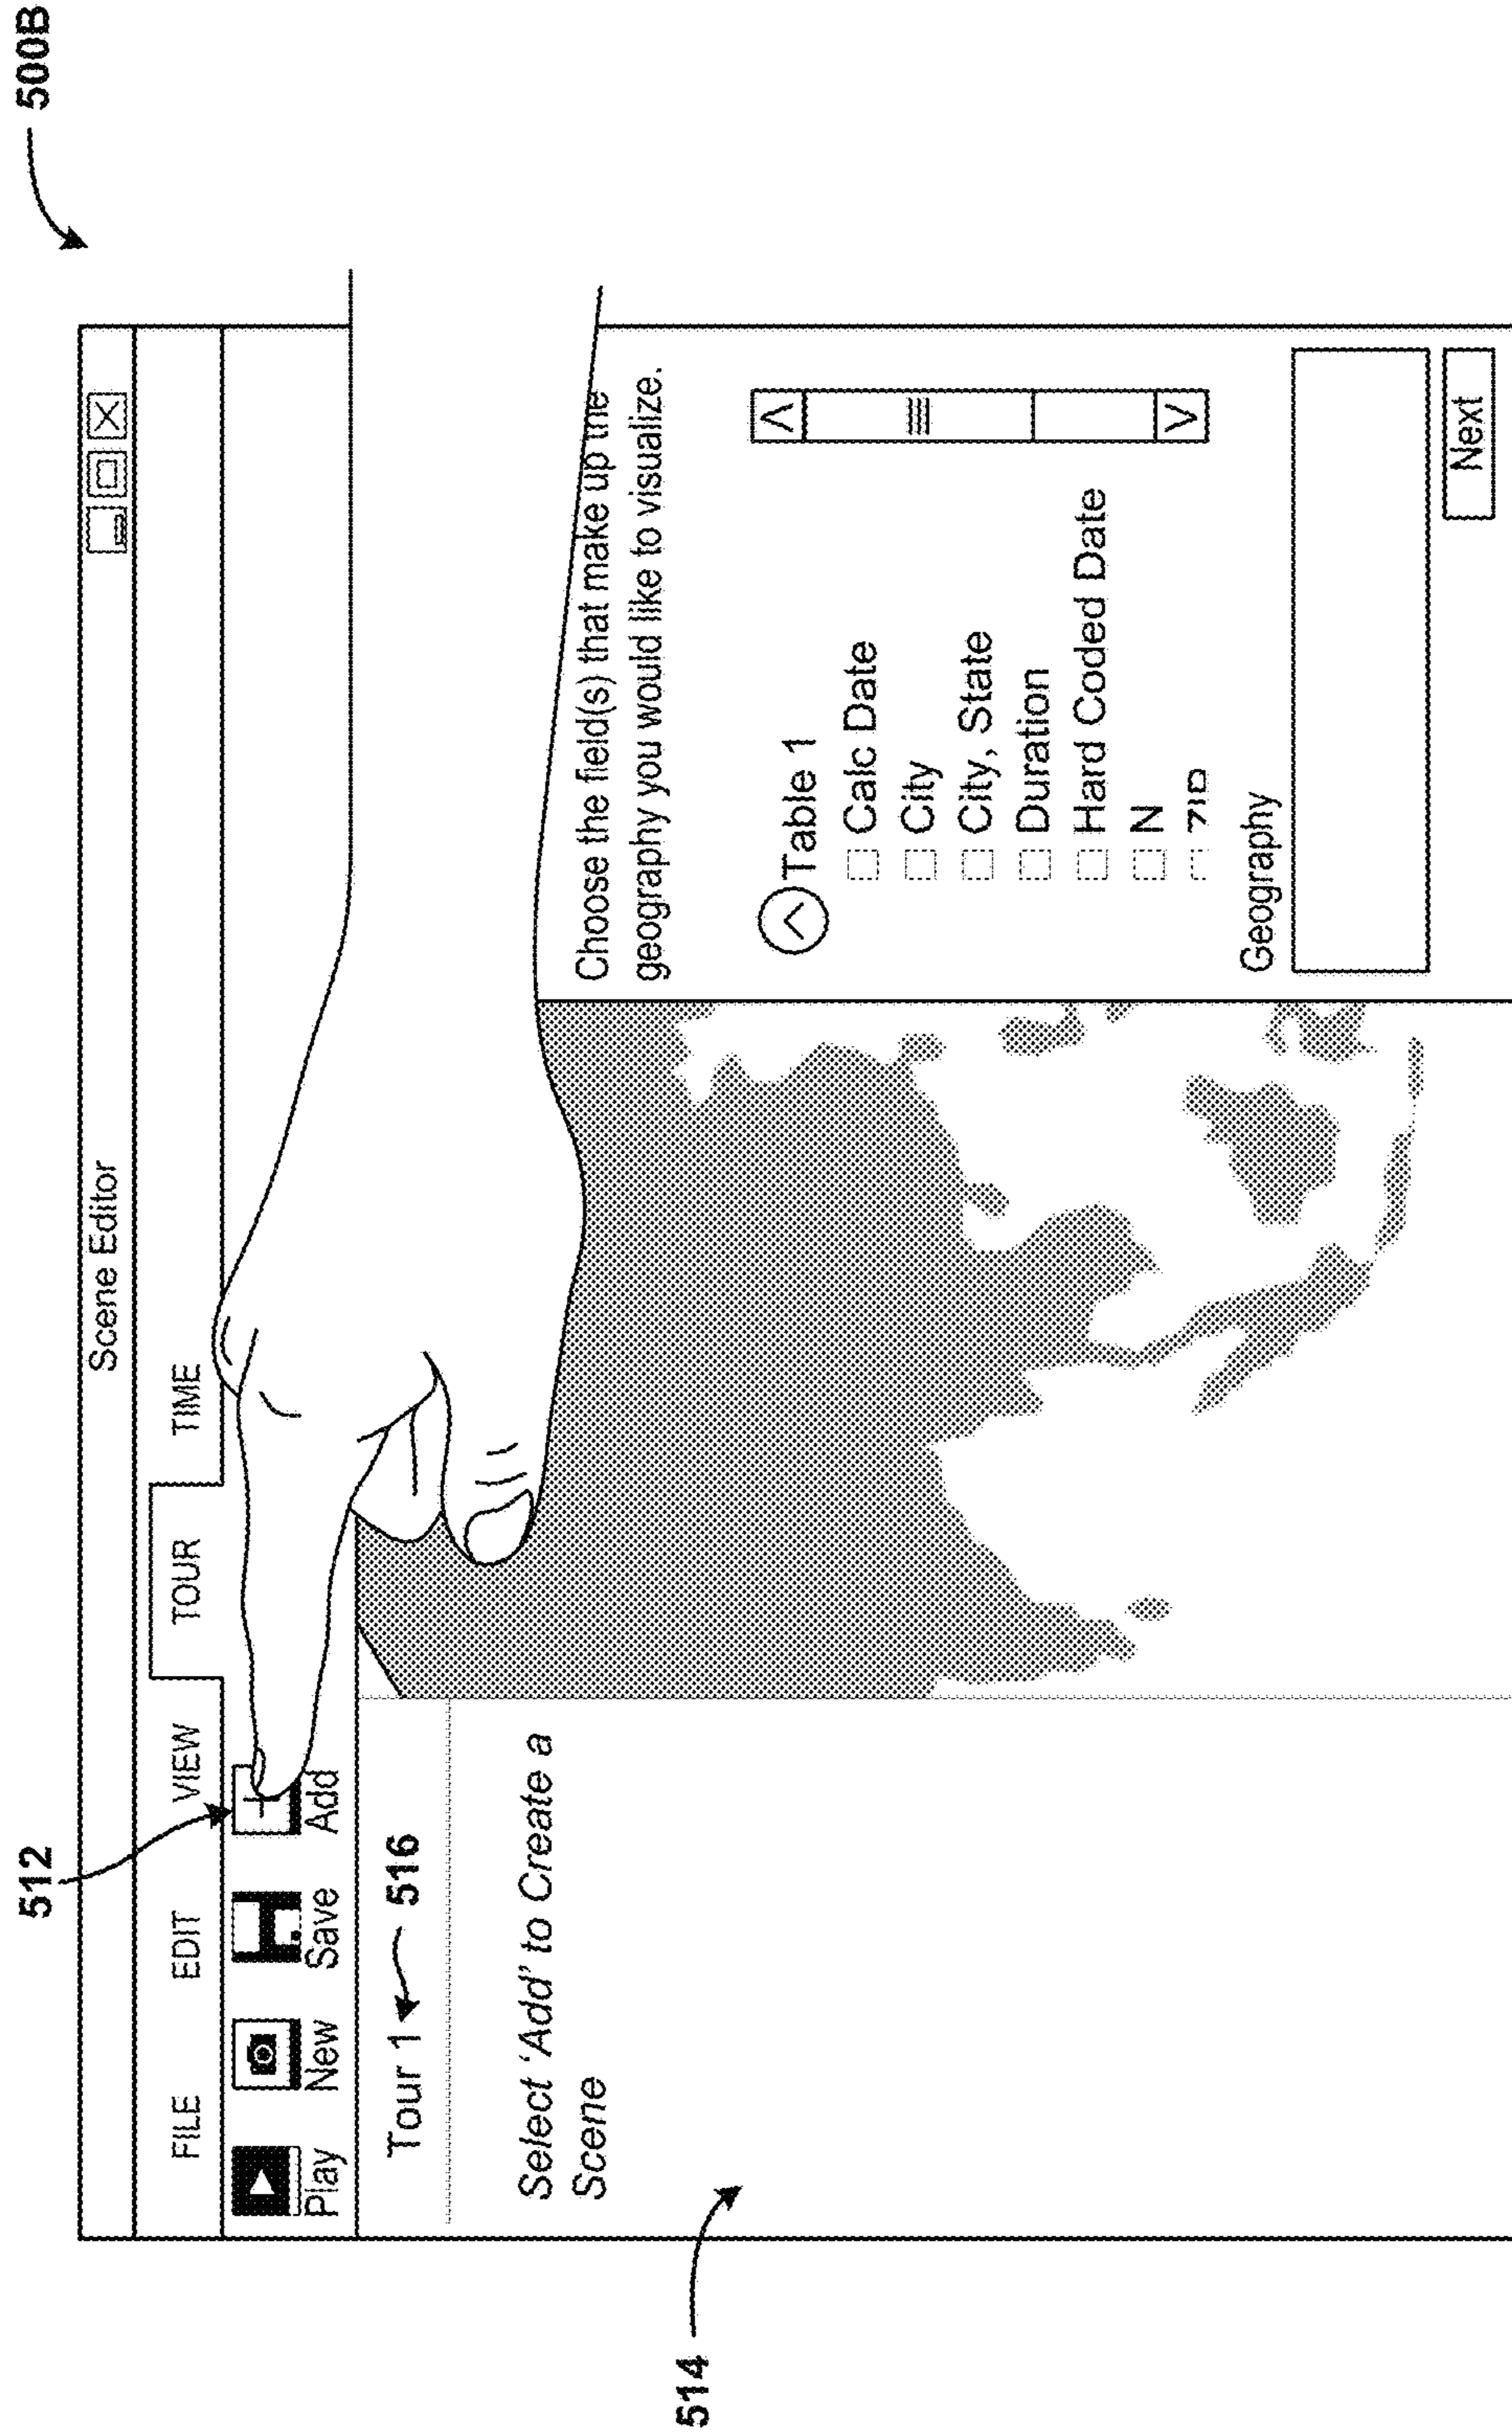 500B
512
Scene Editor
FILE EDIT VIEW TOUR TIME
Play New Save Add
Tour 1 516
Select 'Add' to Create a
Scene
514
Choose the field(s) that make up the
geography you would like to visualize.
Table 1
Calc Date
City
City, State
Duration
Hard Coded Date
N
Geography
Next